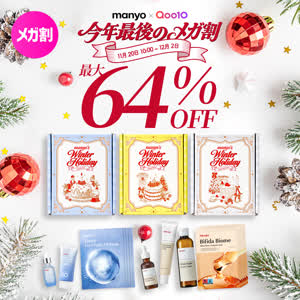 manyo × Qoo10
メガ割
今年最後のメガ割
11月20日 10:00 〜 12月2日
最大
64%
OFF
manyo's
Winter
Holiday
manyo's
Winter
Holiday
manyo's
Winter
Holiday
Bifida Biome